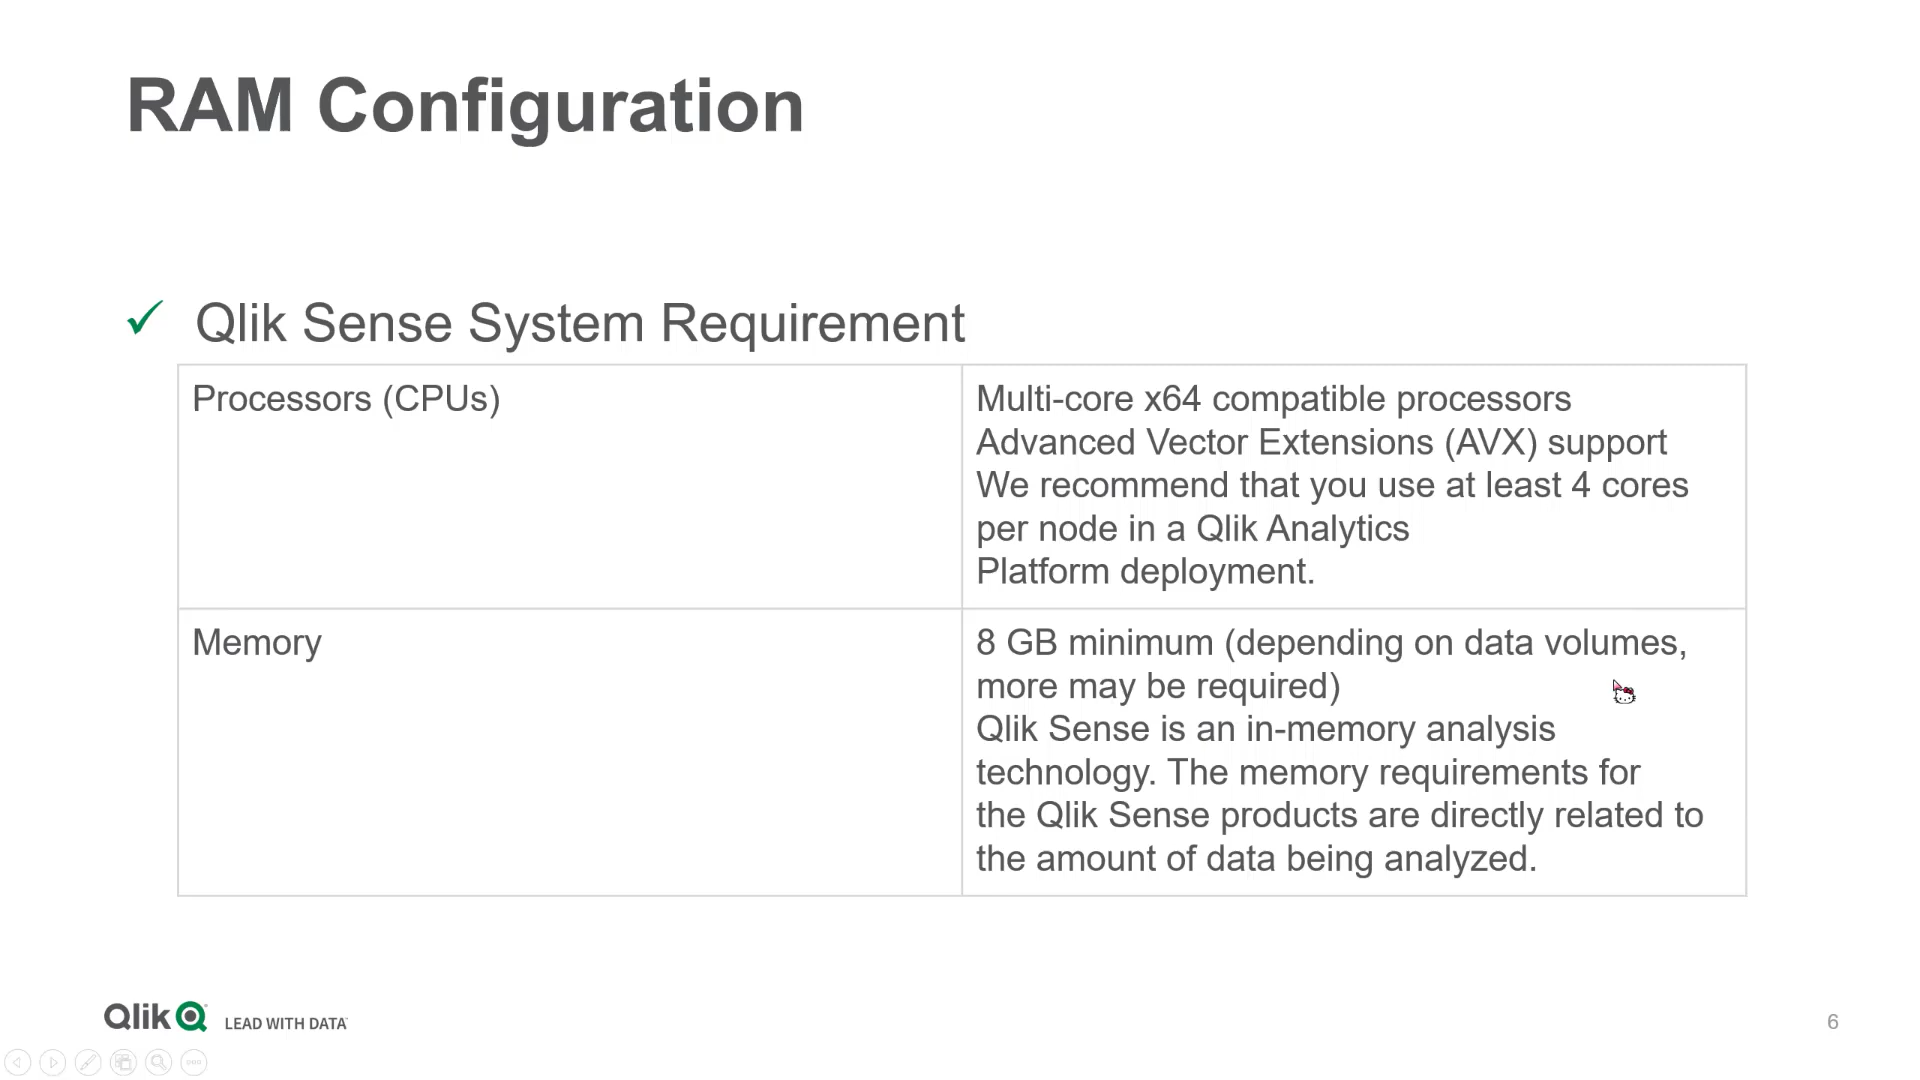 RAM Configuration
Qlik Sense System Requirement
Processors (CPUs)
Multi-core x64 compatible processors
Advanced Vector Extensions (AVX) support
We recommend that you use at least 4 cores
per node in a Qlik Analytics
Platform deployment.
Memory
8 GB minimum (depending on data volumes,
more may be required)
Qlik Sense is an in-memory analysis
technology. The memory requirements for
the Qlik Sense products are directly related to
the amount of data being analyzed.
Qlik LEAD WITH DATA
6